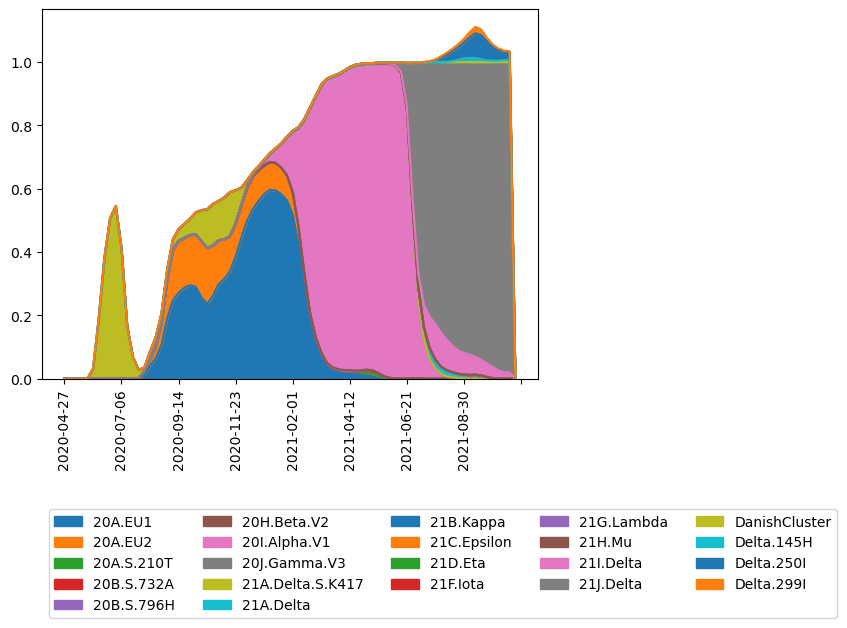 1.0
0.8
0.6
0.4
0.2
0.0
2020-04-27
2020-07-06
2020-09-14
2020-11-23
2021-02-01
2021-04-12
2021-06-21
2021-08-30
20A.EU1 20H.Beta.V2 21B.Kappa 21G.Lambda DanishCluster
20A.EU2 20I.Alpha.V1 21C.Epsilon 21H.Mu Delta.145H
20A.S.210T 20J.Gamma.V3 21D.Eta 21I.Delta Delta.250I
20B.S.732A 21A.Delta.S.K417 21F.Iota 21J.Delta Delta.299I
20B.S.796H 21A.Delta